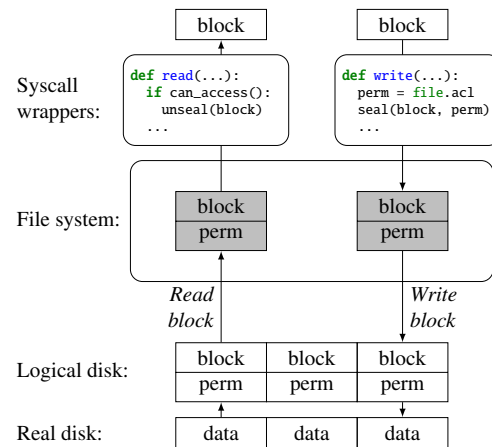 block
block
Syscall
wrappers:
def read(...):
if can_access():
unseal(block)
...
def write(...):
perm = file.acl
seal(block, perm)
...
File system:
block
perm
block
perm
Read
block
Write
block
Logical disk:
block block block
perm perm perm
Real disk:
data data data